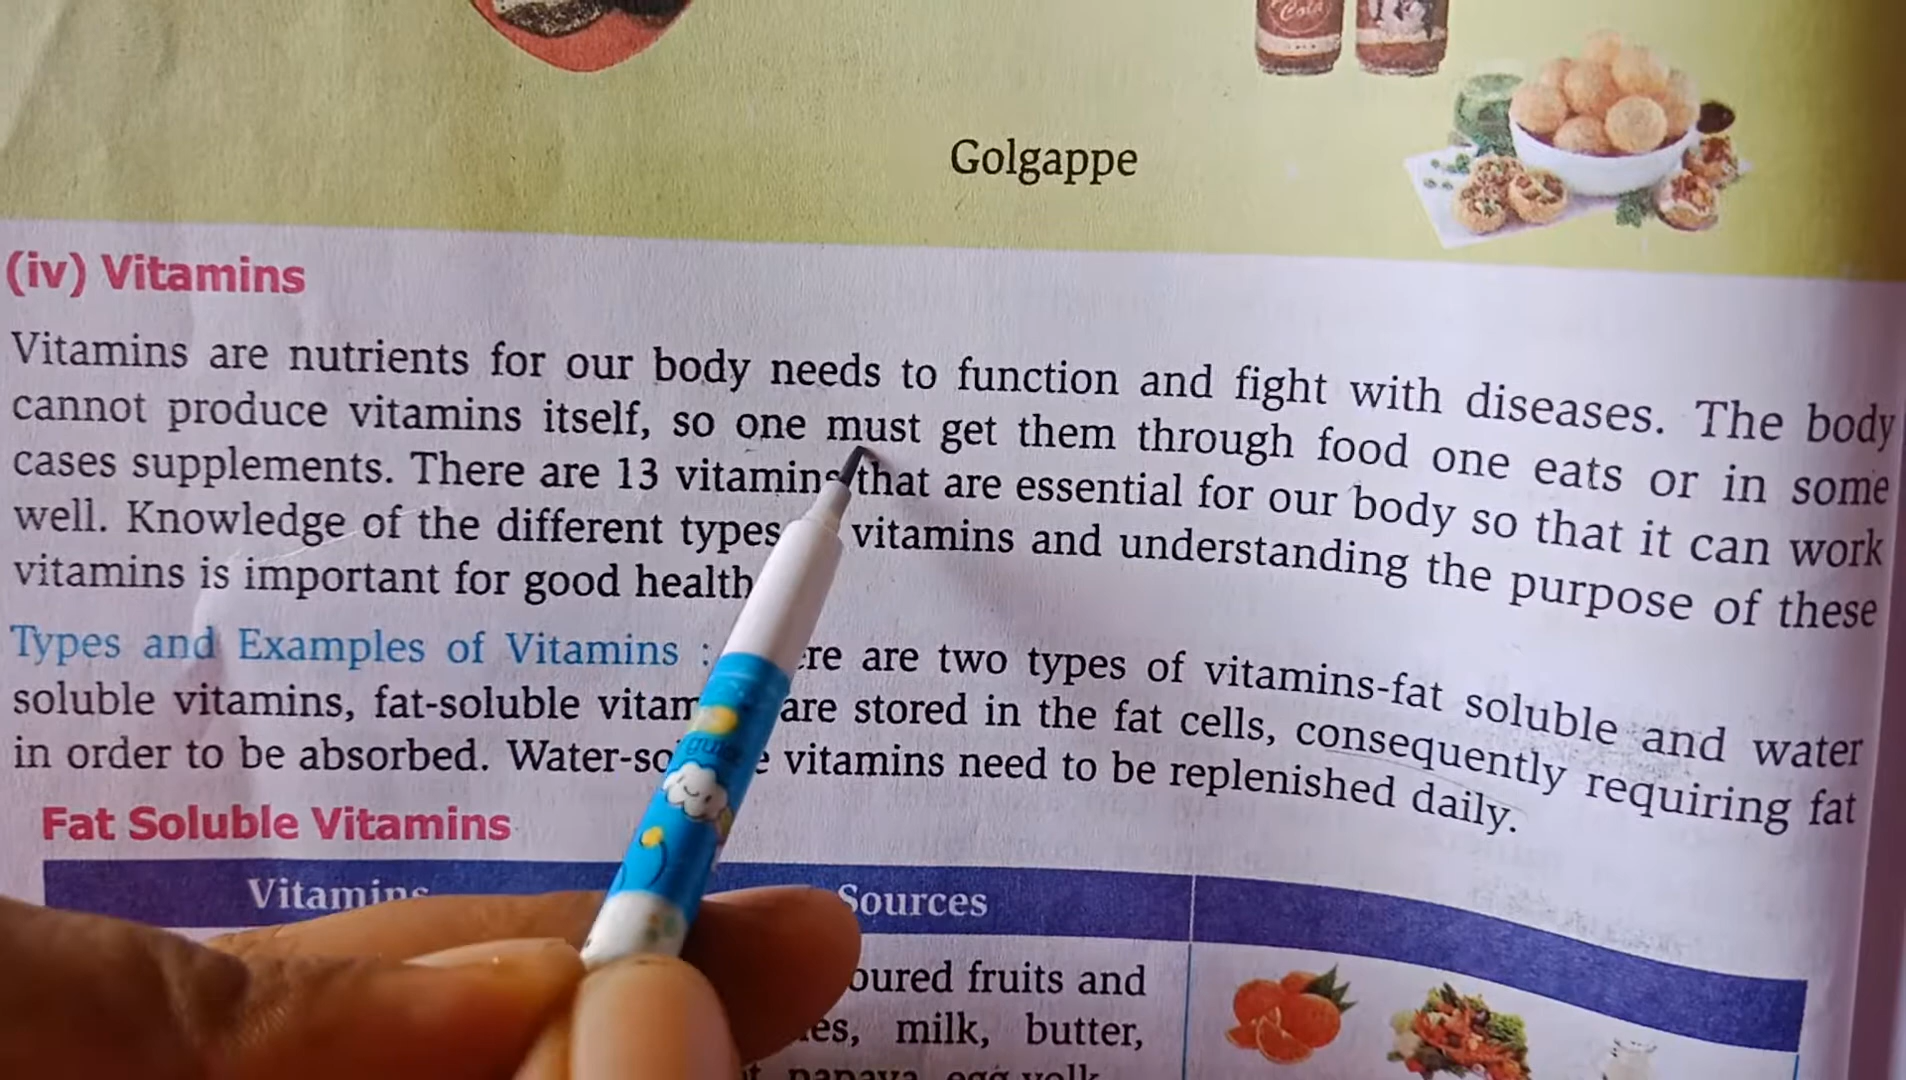 Cola
Golgappe
(iv) Vitamins
Vitamins are nutrients for our body needs to function and fight with diseases. The body
cannot produce vitamins itself, so one must get them through food one eats or in some
cases supplements. There are 13 vitamins that are essential for our body so that it can work
well. Knowledge of the different types vitamins and understanding the purpose of these
vitamins is important for good health
Types and Examples of Vitamins : are two types of vitamins-fat soluble and water
soluble vitamins, fat-soluble are stored in the fat cells, consequently requiring fat
in order to be absorbed. vitamins need to be replenished daily.
Fat Soluble Vitamins
Vitamins Sources
fruits and
milk, butter,
papaya, egg yolk